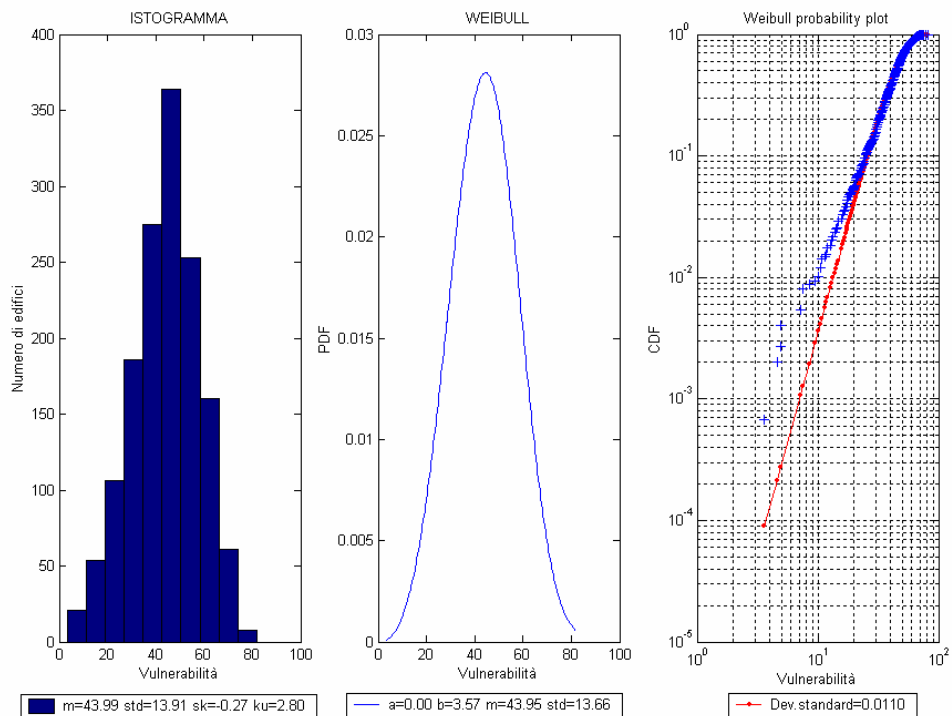 ISTOGRAMMA
400
350
300
250
200
150
100
50
0
Numero di edifici
0 20 40 60 80 100
Vulnerabilità
m=43.99 std=13.91 sk=-0.27 ku=2.80
WEIBULL
0.03
0.025
0.02
0.015
0.01
0.005
0
PDF
0 20 40 60 80 100
Vulnerabilità
a=0.00 b=3.57 m=43.95 std=13.66
Weibull probability plot
10^0
10^-1
10^-2
10^-3
10^-4
10^-5
CDF
10^0 10^1 10^2
Vulnerabilità
Dev.standard=0.0110